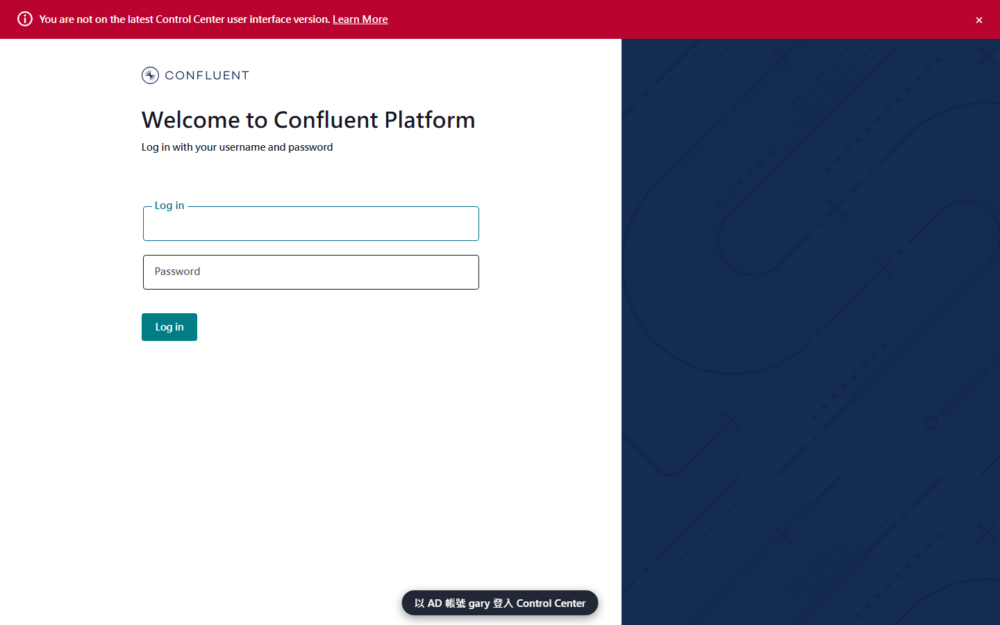 You are not on the latest Control Center user interface version. Learn More
CONFLUENT
Welcome to Confluent Platform
Log in with your username and password
Log in
Password
Log in
以 AD 帳號 gary 登入 Control Center